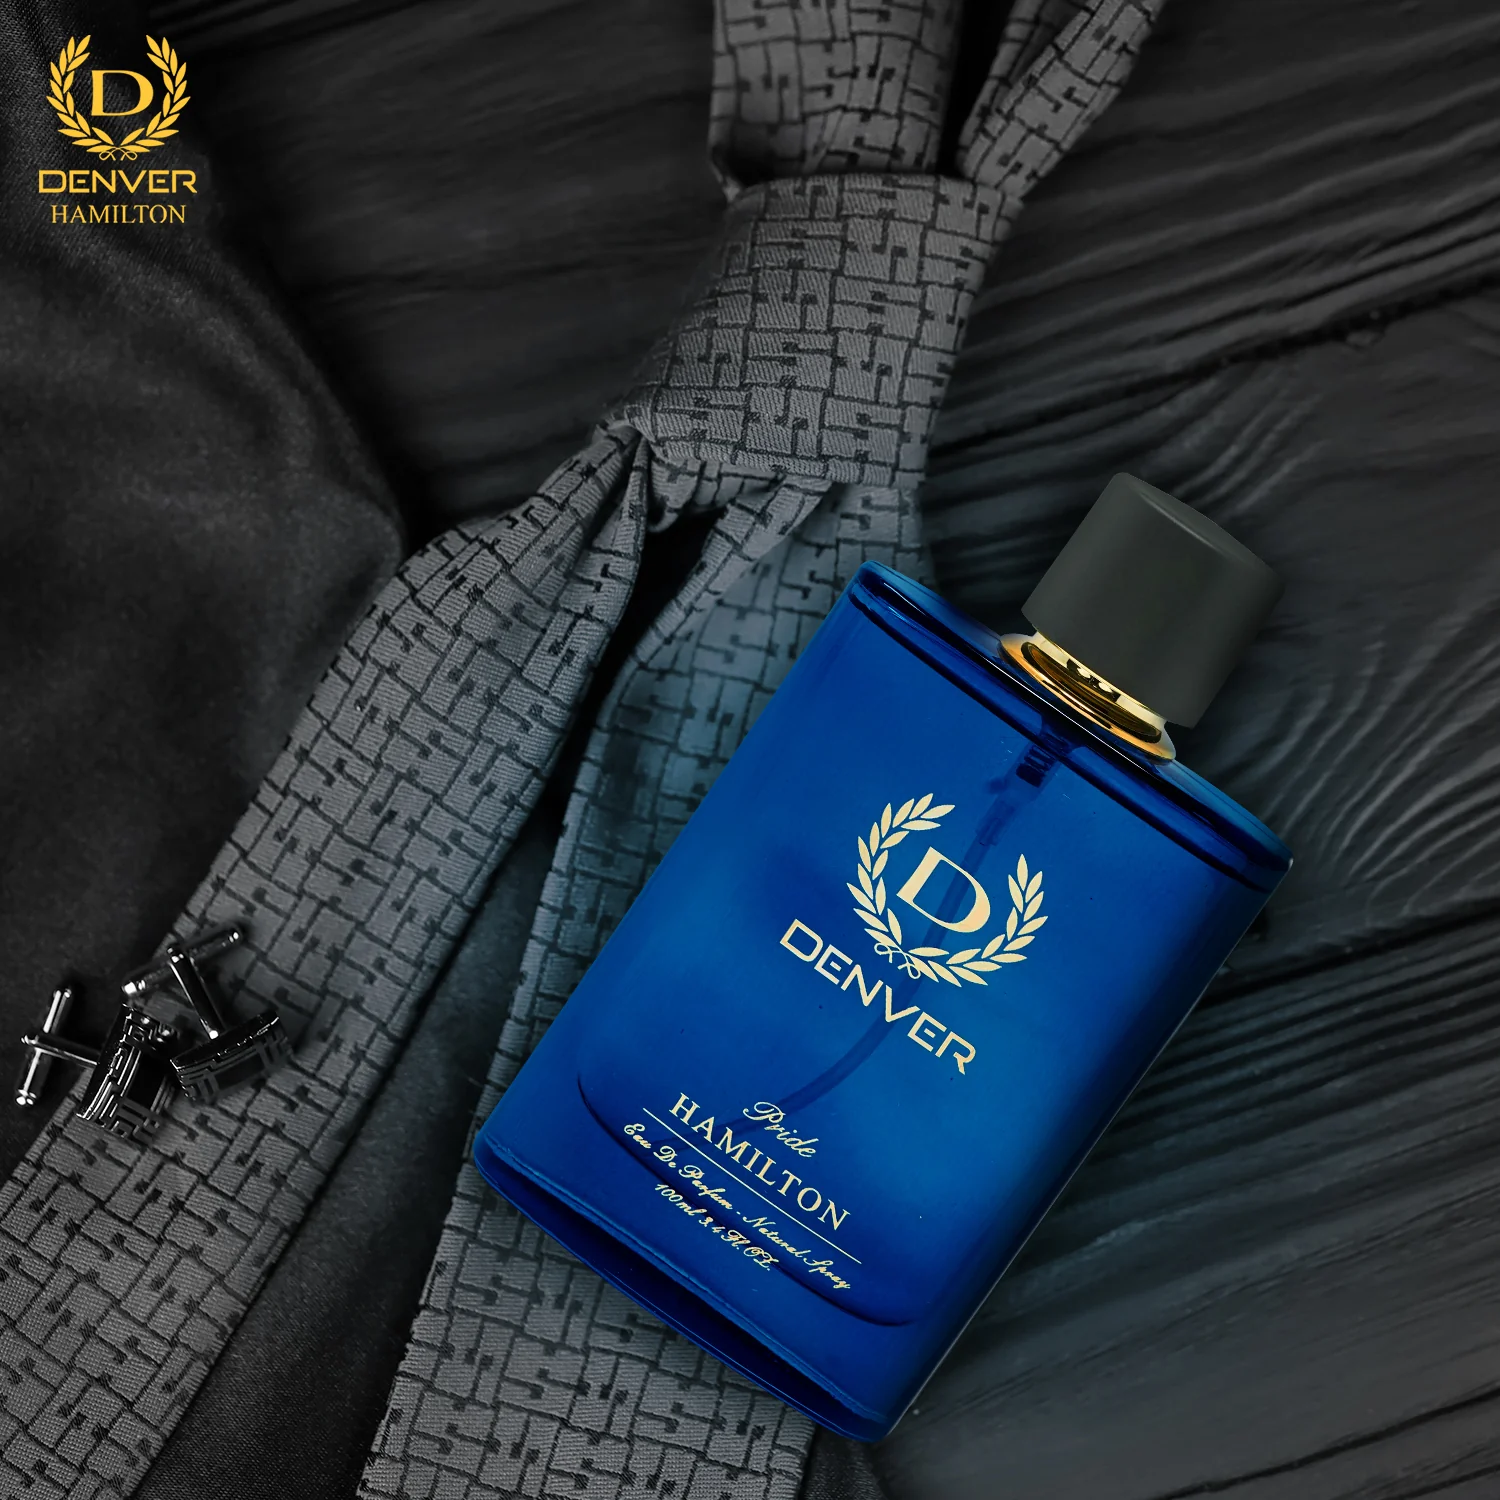 D
DENVER
HAMILTON
D
DENVER
Pride
HAMILTON
Eau De Parfum - Natural Spray
100ml 3.4 Fl. OZ.